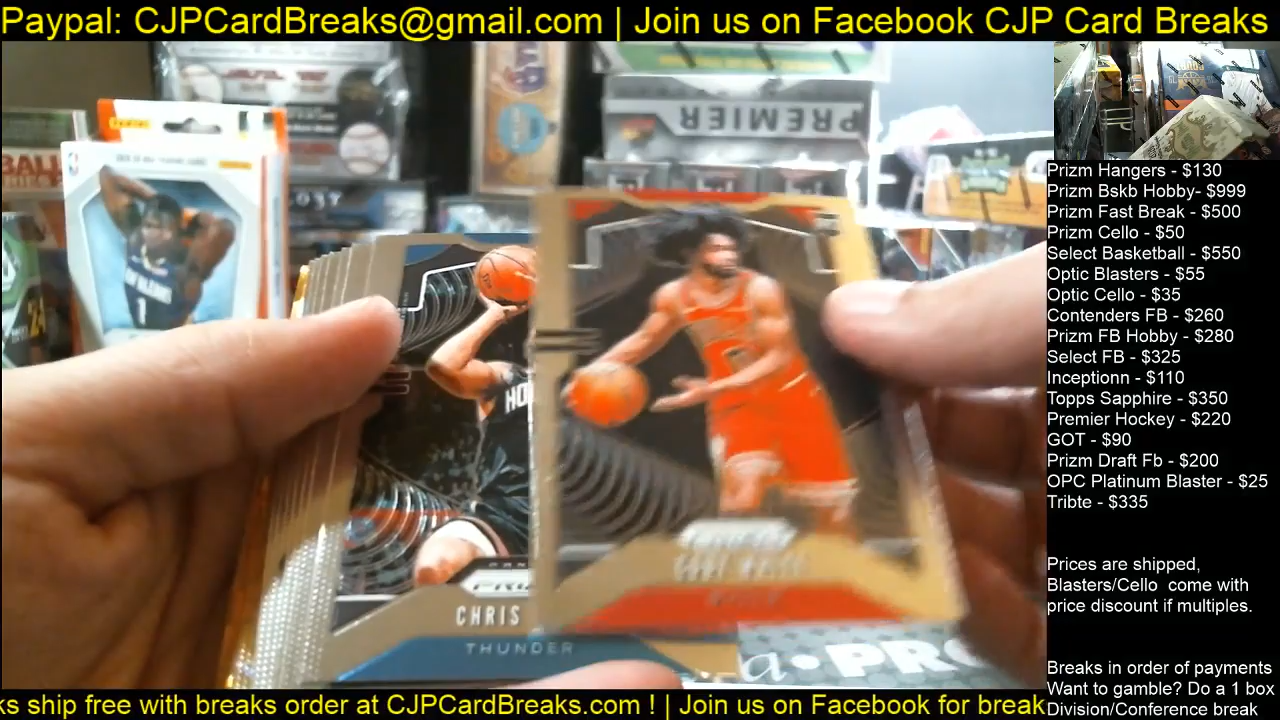 Paypal: CJPCardBreaks@gmail.com | Join us on Facebook CJP Card Breaks
PREMIER
Prizm Hangers - $130
Prizm Bskb Hobby- $999
Prizm Fast Break - $500
Prizm Cello - $50
Select Basketball - $550
Optic Blasters - $55
Optic Cello - $35
Contenders FB - $260
Prizm FB Hobby - $280
Select FB - $325
Inceptionn - $110
Topps Sapphire - $350
Premier Hockey - $220
GOT - $90
Prizm Draft Fb - $200
OPC Platinum Blaster - $25
Tribte - $335
Prices are shipped,
Blasters/Cello come with
price discount if multiples.
Breaks in order of payments
Want to gamble? Do a 1 box
Division/Conference break
CHRIS
THUNDER
COBY WHITE
a•PRO
ks ship free with breaks order at CJPCardBreaks.com ! | Join us on Facebook for break